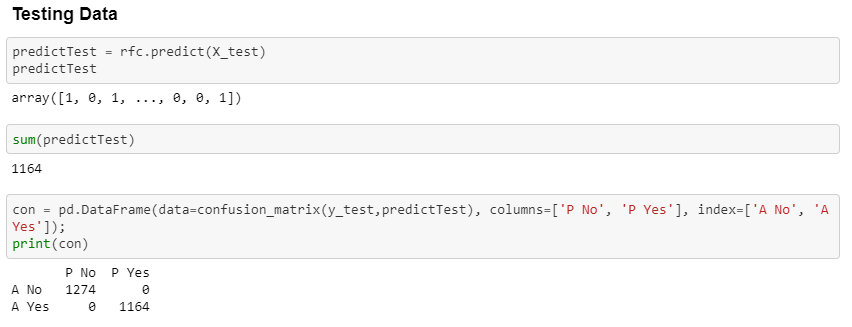 Testing Data
predictTest = rfc.predict(X_test)
predictTest
array([1, 0, 1, ..., 0, 0, 1])
sum(predictTest)
1164
con = pd.DataFrame(data=confusion_matrix(y_test,predictTest), columns=['P No', 'P Yes'], index=['A No', 'A
Yes']);
print(con)
P No  P Yes
A No   1274      0
A Yes     0   1164